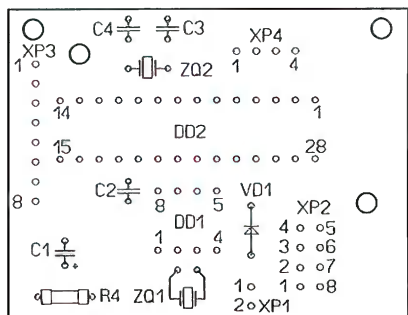 C4 C3
XP3 XP4
1 ZQ2 1 4
14 1
DD2
15 28
C2 8 5 VD1
8 DD1 XP2
1 4 4 5
C1 3 6
+ 2 7
R4 ZQ1 1 1 8
2 XP1